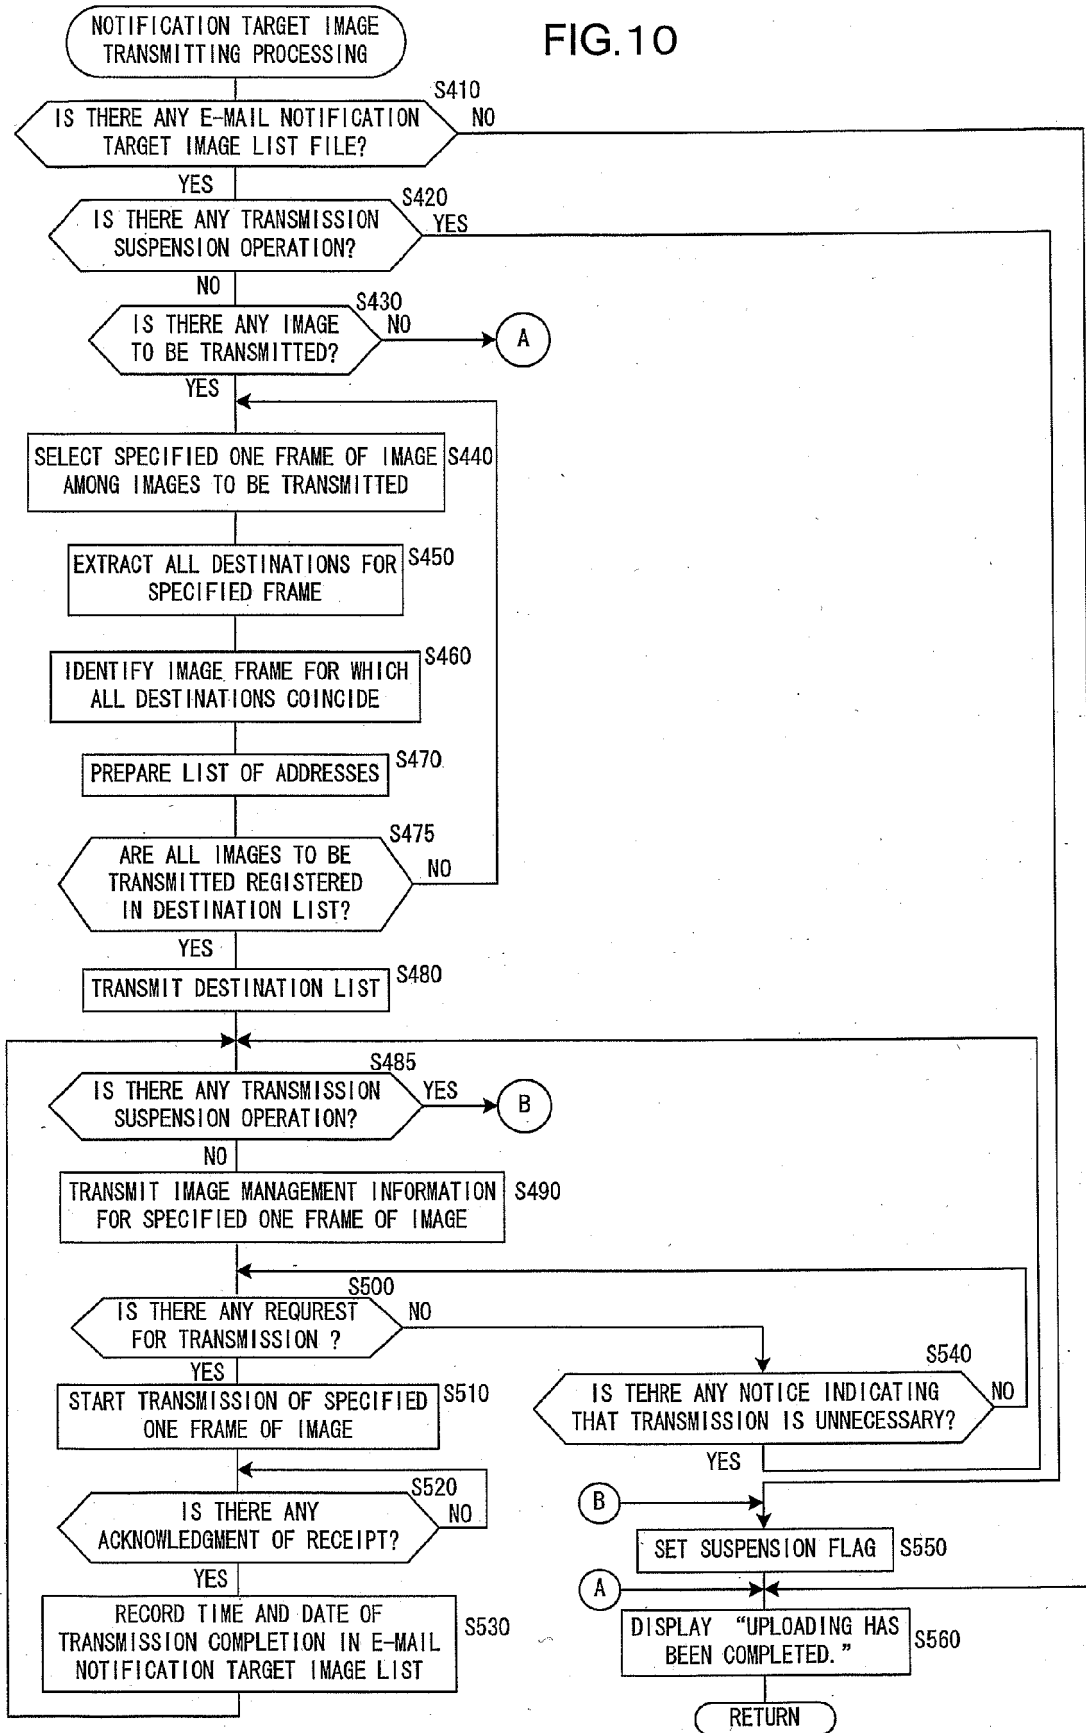 NOTIFICATION TARGET IMAGE
TRANSMITTING PROCESSING
FIG.10
S410
IS THERE ANY E-MAIL NOTIFICATION
TARGET IMAGE LIST FILE?
NO
YES
S420
IS THERE ANY TRANSMISSION
SUSPENSION OPERATION?
YES
NO
S430
IS THERE ANY IMAGE
TO BE TRANSMITTED?
NO
A
YES
SELECT SPECIFIED ONE FRAME OF IMAGE
AMONG IMAGES TO BE TRANSMITTED
S440
EXTRACT ALL DESTINATIONS FOR
SPECIFIED FRAME
S450
IDENTIFY IMAGE FRAME FOR WHICH
ALL DESTINATIONS COINCIDE
S460
PREPARE LIST OF ADDRESSES
S470
S475
ARE ALL IMAGES TO BE
TRANSMITTED REGISTERED
IN DESTINATION LIST?
NO
YES
TRANSMIT DESTINATION LIST
S480
S485
IS THERE ANY TRANSMISSION
SUSPENSION OPERATION?
YES
B
NO
TRANSMIT IMAGE MANAGEMENT INFORMATION
FOR SPECIFIED ONE FRAME OF IMAGE
S490
S500
IS THERE ANY REQUREST
FOR TRANSMISSION ?
NO
YES
START TRANSMISSION OF SPECIFIED
ONE FRAME OF IMAGE
S510
S540
IS TEHRE ANY NOTICE INDICATING
THAT TRANSMISSION IS UNNECESSARY?
NO
YES
S520
IS THERE ANY
ACKNOWLEDGMENT OF RECEIPT?
NO
YES
RECORD TIME AND DATE OF
TRANSMISSION COMPLETION IN E-MAIL
NOTIFICATION TARGET IMAGE LIST
S530
B
SET SUSPENSION FLAG
S550
A
DISPLAY "UPLOADING HAS
BEEN COMPLETED."
S560
RETURN